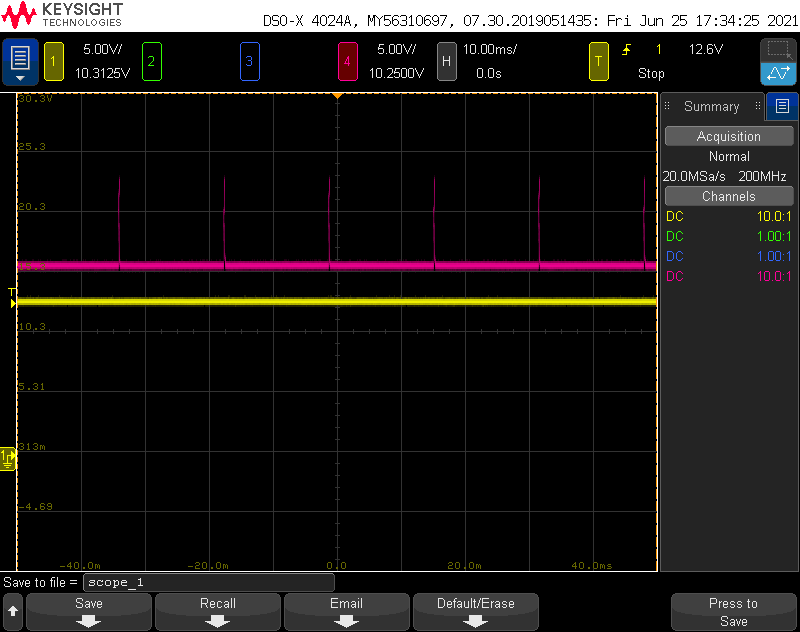 KEYSIGHT
TECHNOLOGIES
DSO-X 4024A, MY56310697, 07.30.2019051435: Fri Jun 25 17:34:25 2021
1 5.00V/ 2 3 4 5.00V/ H 10.00ms/ T 1 12.6V
10.3125V 10.2500V 0.0s Stop
30.3V
25.3
20.3
T
10.3
5.31
313m
1
-4.69
-40.0m -20.0m 0.0 20.0m 40.0ms
Summary
Acquisition
Normal
20.0MSa/s 200MHz
Channels
DC 10.0:1
DC 1.00:1
DC 1.00:1
DC 10.0:1
Save to file = scope_1
Save Recall Email Default/Erase Press to
Save